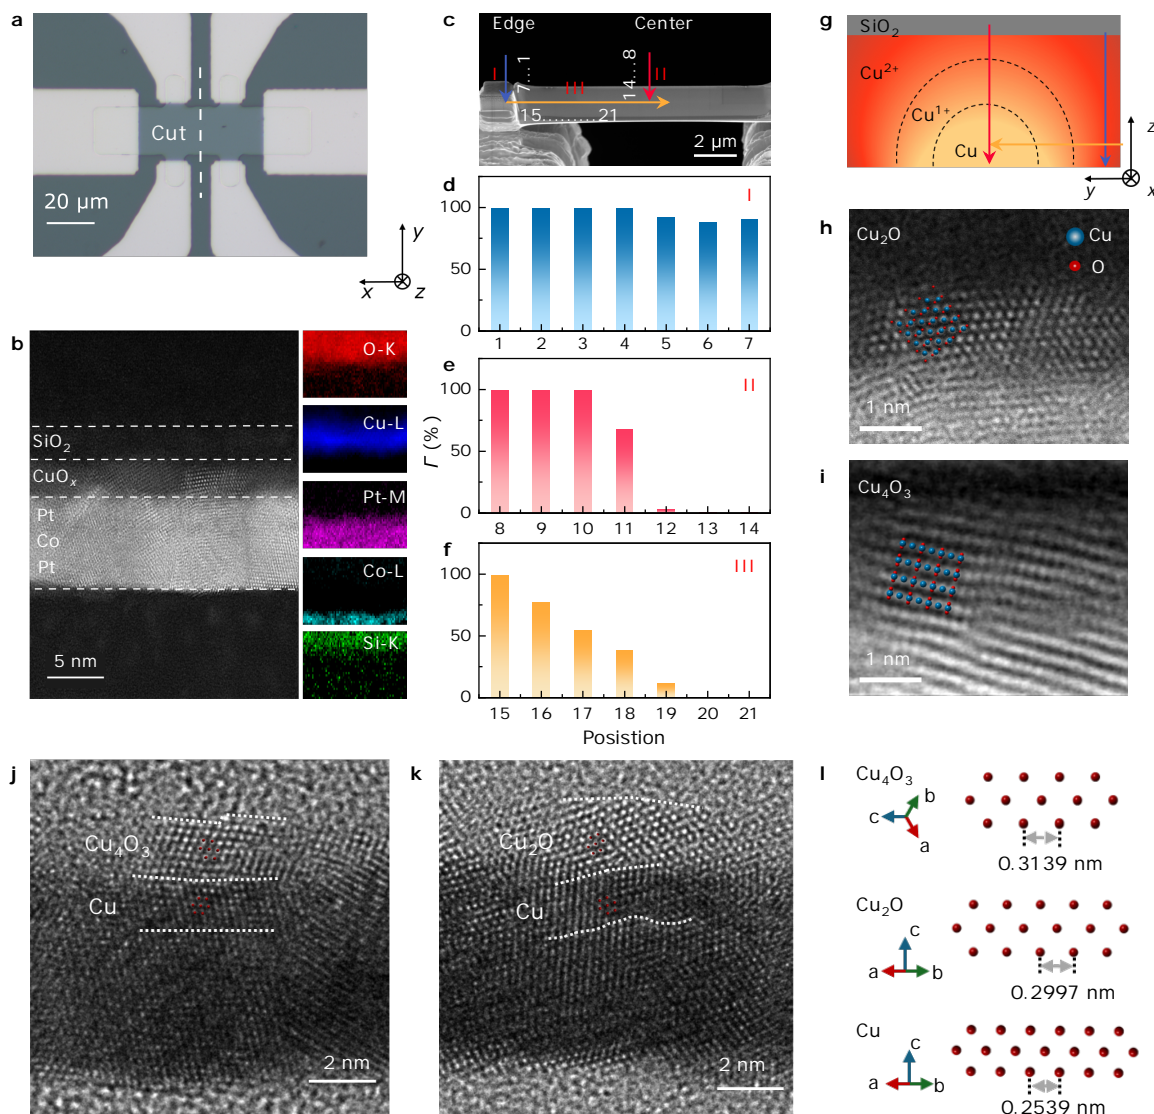 a
Cut
20 µm
y
x
z
b
SiO2
CuOx
Pt
Co
Pt
5 nm
O-K
Cu-L
Pt-M
Co-L
Si-K
c
Edge
Center
I
7...1
III
14...8
II
15.........21
2 µm
d
I
100
50
0
1 2 3 4 5 6 7
e
II
100
50
0
Γ (%)
8 9 10 11 12 13 14
f
III
100
50
0
15 16 17 18 19 20 21
Posistion
g
SiO2
Cu2+
Cu1+
Cu
z
y
x
h
Cu2O
Cu
O
1 nm
i
Cu4O3
1 nm
j
Cu4O3
Cu
2 nm
k
Cu2O
Cu
2 nm
l
Cu4O3
b
c
a
0.3139 nm
Cu2O
c
a
b
0.2997 nm
Cu
c
a
b
0.2539 nm